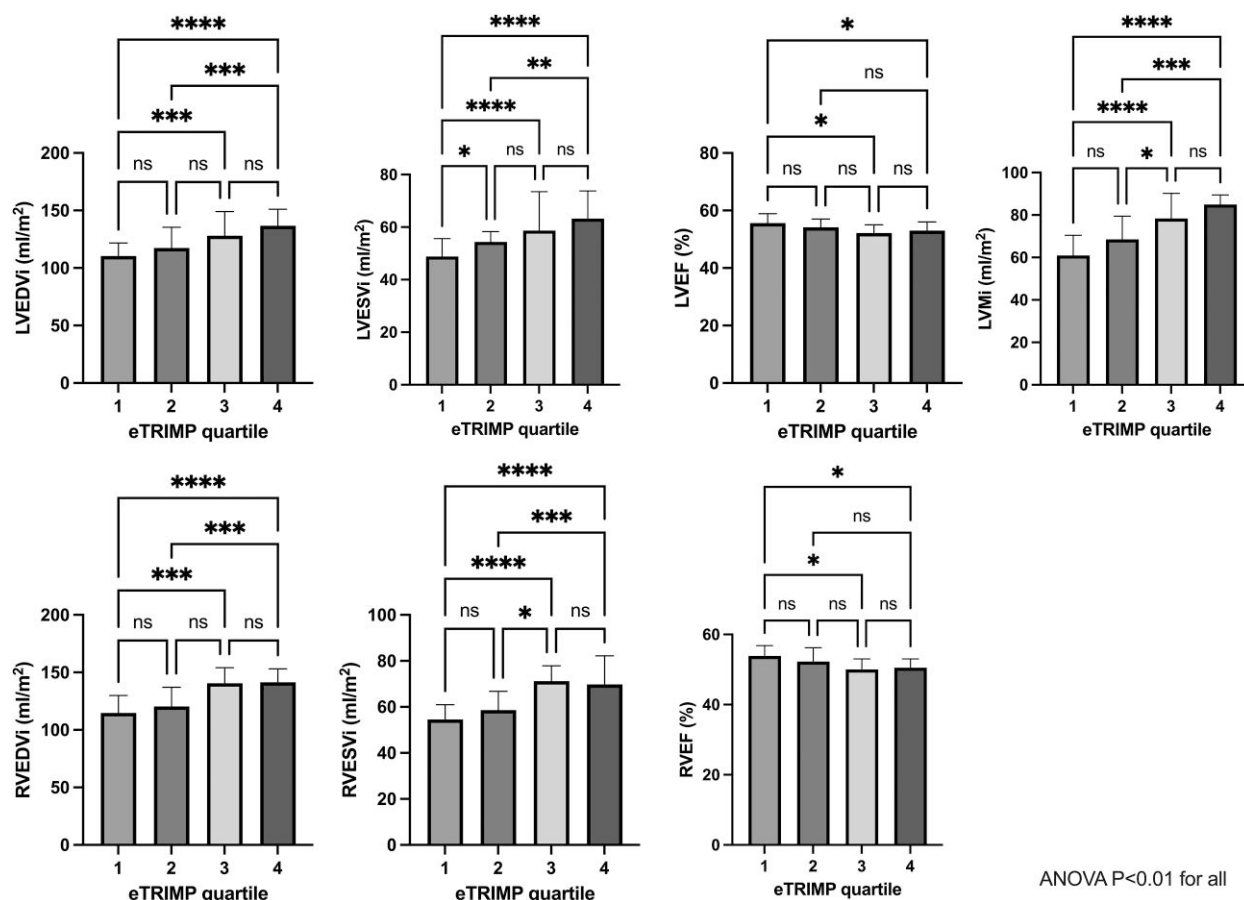 ****
***
***
ns ns ns
200
150
100
50
0
LVEDVi (ml/m²)
1 2 3 4
eTRIMP quartile
****
**
****
* ns ns
80
60
40
20
0
LVESVi (ml/m²)
1 2 3 4
eTRIMP quartile
*
ns
*
ns ns ns
80
60
40
20
0
LVEF (%)
1 2 3 4
eTRIMP quartile
****
***
****
ns * ns
100
80
60
40
20
0
LVMi (ml/m²)
1 2 3 4
eTRIMP quartile
****
***
***
ns ns ns
200
150
100
50
0
RVEDVi (ml/m²)
1 2 3 4
eTRIMP quartile
****
***
****
ns * ns
100
80
60
40
20
0
RVESVi (ml/m²)
1 2 3 4
eTRIMP quartile
*
ns
*
ns ns ns
60
40
20
0
RVEF (%)
1 2 3 4
eTRIMP quartile
ANOVA P<0.01 for all